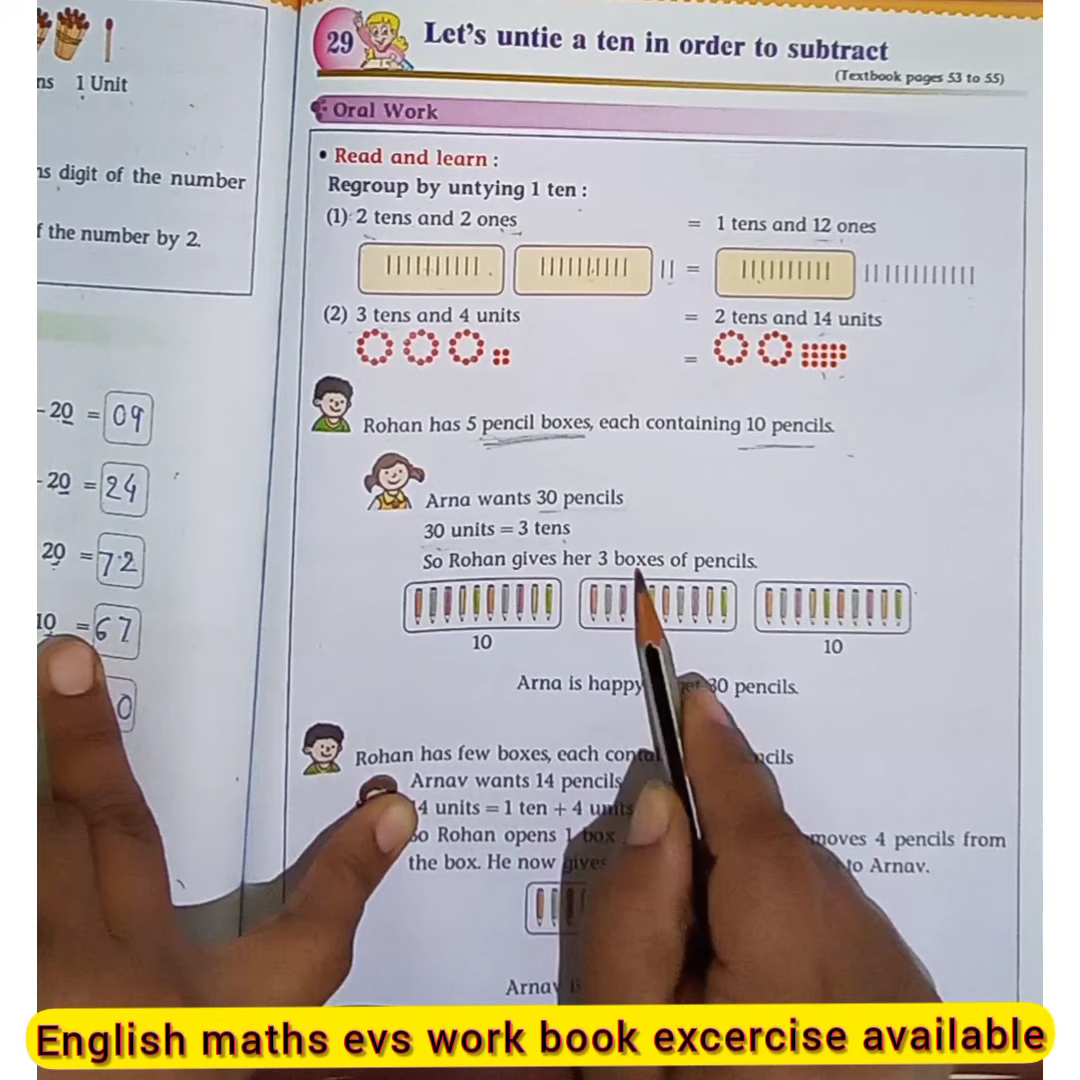 ns 1 Unit
ns digit of the number
f the number by 2.
- 20 = 09
- 20 = 24
20 = 72
10 = 67
0
29 Let's untie a ten in order to subtract
(Textbook pages 53 to 55)
Oral Work
• Read and learn :
Regroup by untying 1 ten :
(1) 2 tens and 2 ones = 1 tens and 12 ones
=
(2) 3 tens and 4 units = 2 tens and 14 units
=
Rohan has 5 pencil boxes, each containing 10 pencils.
Arna wants 30 pencils
30 units = 3 tens
So Rohan gives her 3 boxes of pencils.
10 10
Arna is happy 30 pencils.
Rohan has few boxes, each
Arnav wants 14 pencils
14 units = 1 ten + 4 units
So Rohan opens 1 box moves 4 pencils from
the box. He now gives to Arnav.
Arnav is
English maths evs work book excercise available